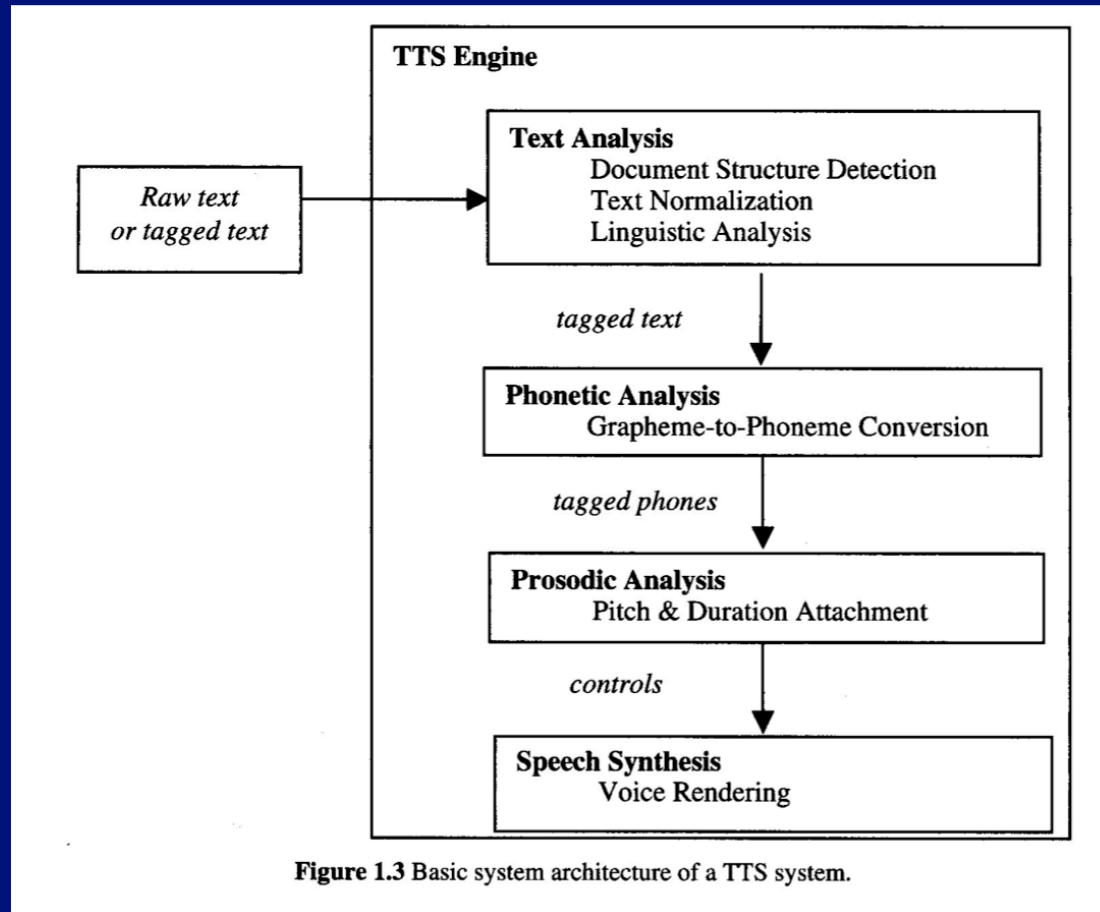 TTS Engine
Text Analysis
Document Structure Detection
Text Normalization
Linguistic Analysis
Raw text
or tagged text
tagged text
Phonetic Analysis
Grapheme-to-Phoneme Conversion
tagged phones
Prosodic Analysis
Pitch & Duration Attachment
controls
Speech Synthesis
Voice Rendering
Figure 1.3 Basic system architecture of a TTS system.